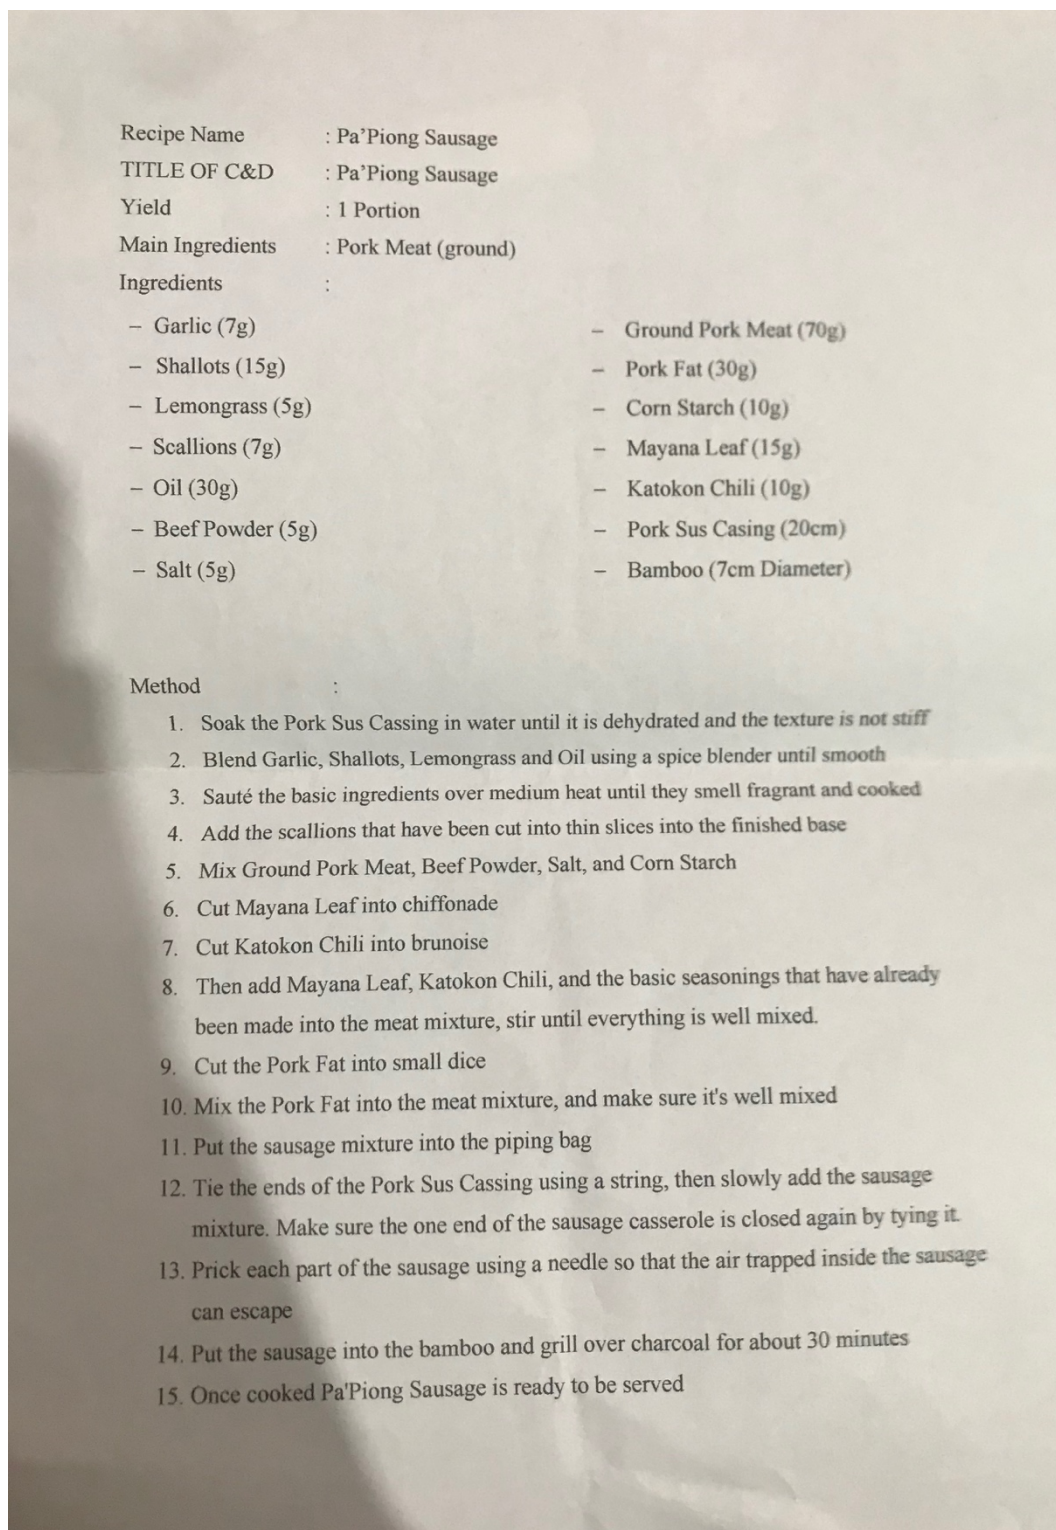 Recipe Name : Pa'Piong Sausage
TITLE OF C&D : Pa'Piong Sausage
Yield : 1 Portion
Main Ingredients : Pork Meat (ground)
Ingredients :
– Garlic (7g)
– Shallots (15g)
– Lemongrass (5g)
– Scallions (7g)
– Oil (30g)
– Beef Powder (5g)
– Salt (5g)
– Ground Pork Meat (70g)
– Pork Fat (30g)
– Corn Starch (10g)
– Mayana Leaf (15g)
– Katokon Chili (10g)
– Pork Sus Casing (20cm)
– Bamboo (7cm Diameter)
Method :
1. Soak the Pork Sus Cassing in water until it is dehydrated and the texture is not stiff
2. Blend Garlic, Shallots, Lemongrass and Oil using a spice blender until smooth
3. Sauté the basic ingredients over medium heat until they smell fragrant and cooked
4. Add the scallions that have been cut into thin slices into the finished base
5. Mix Ground Pork Meat, Beef Powder, Salt, and Corn Starch
6. Cut Mayana Leaf into chiffonade
7. Cut Katokon Chili into brunoise
8. Then add Mayana Leaf, Katokon Chili, and the basic seasonings that have already
been made into the meat mixture, stir until everything is well mixed.
9. Cut the Pork Fat into small dice
10. Mix the Pork Fat into the meat mixture, and make sure it's well mixed
11. Put the sausage mixture into the piping bag
12. Tie the ends of the Pork Sus Cassing using a string, then slowly add the sausage
mixture. Make sure the one end of the sausage casserole is closed again by tying it.
13. Prick each part of the sausage using a needle so that the air trapped inside the sausage
can escape
14. Put the sausage into the bamboo and grill over charcoal for about 30 minutes
15. Once cooked Pa'Piong Sausage is ready to be served